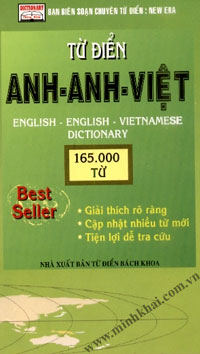 DICTIONARY
BAN BIÊN SOẠN CHUYÊN TỪ ĐIỂN: NEW ERA
TỪ ĐIỂN
ANH-ANH-VIỆT
ENGLISH - ENGLISH - VIETNAMESE
DICTIONARY
165.000
TỪ
Best
Seller
• Giải thích rõ ràng
• Cập nhật nhiều từ mới
• Tiện lợi dễ tra cứu
NHÀ XUẤT BẢN TỪ ĐIỂN BÁCH KHOA
www.minhkhai.com.vn